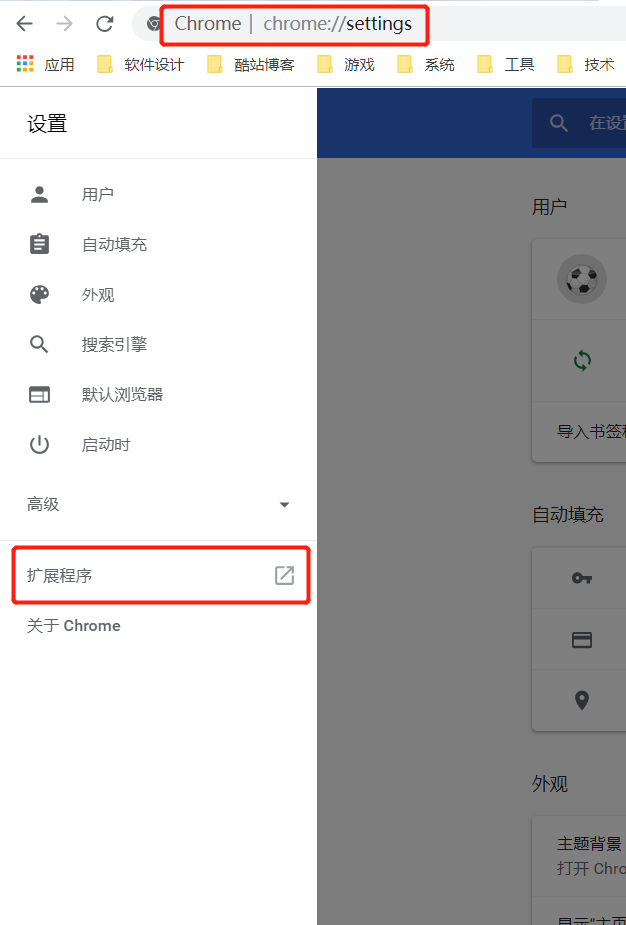 Chrome | chrome://settings
应用 软件设计 酷站博客 游戏 系统 工具 技术
设置
在设
用户
自动填充
外观
搜索引擎
默认浏览器
启动时
高级
扩展程序
关于 Chrome
用户
导入书签
自动填充
外观
主题背景
打开 Chro
显示“主页